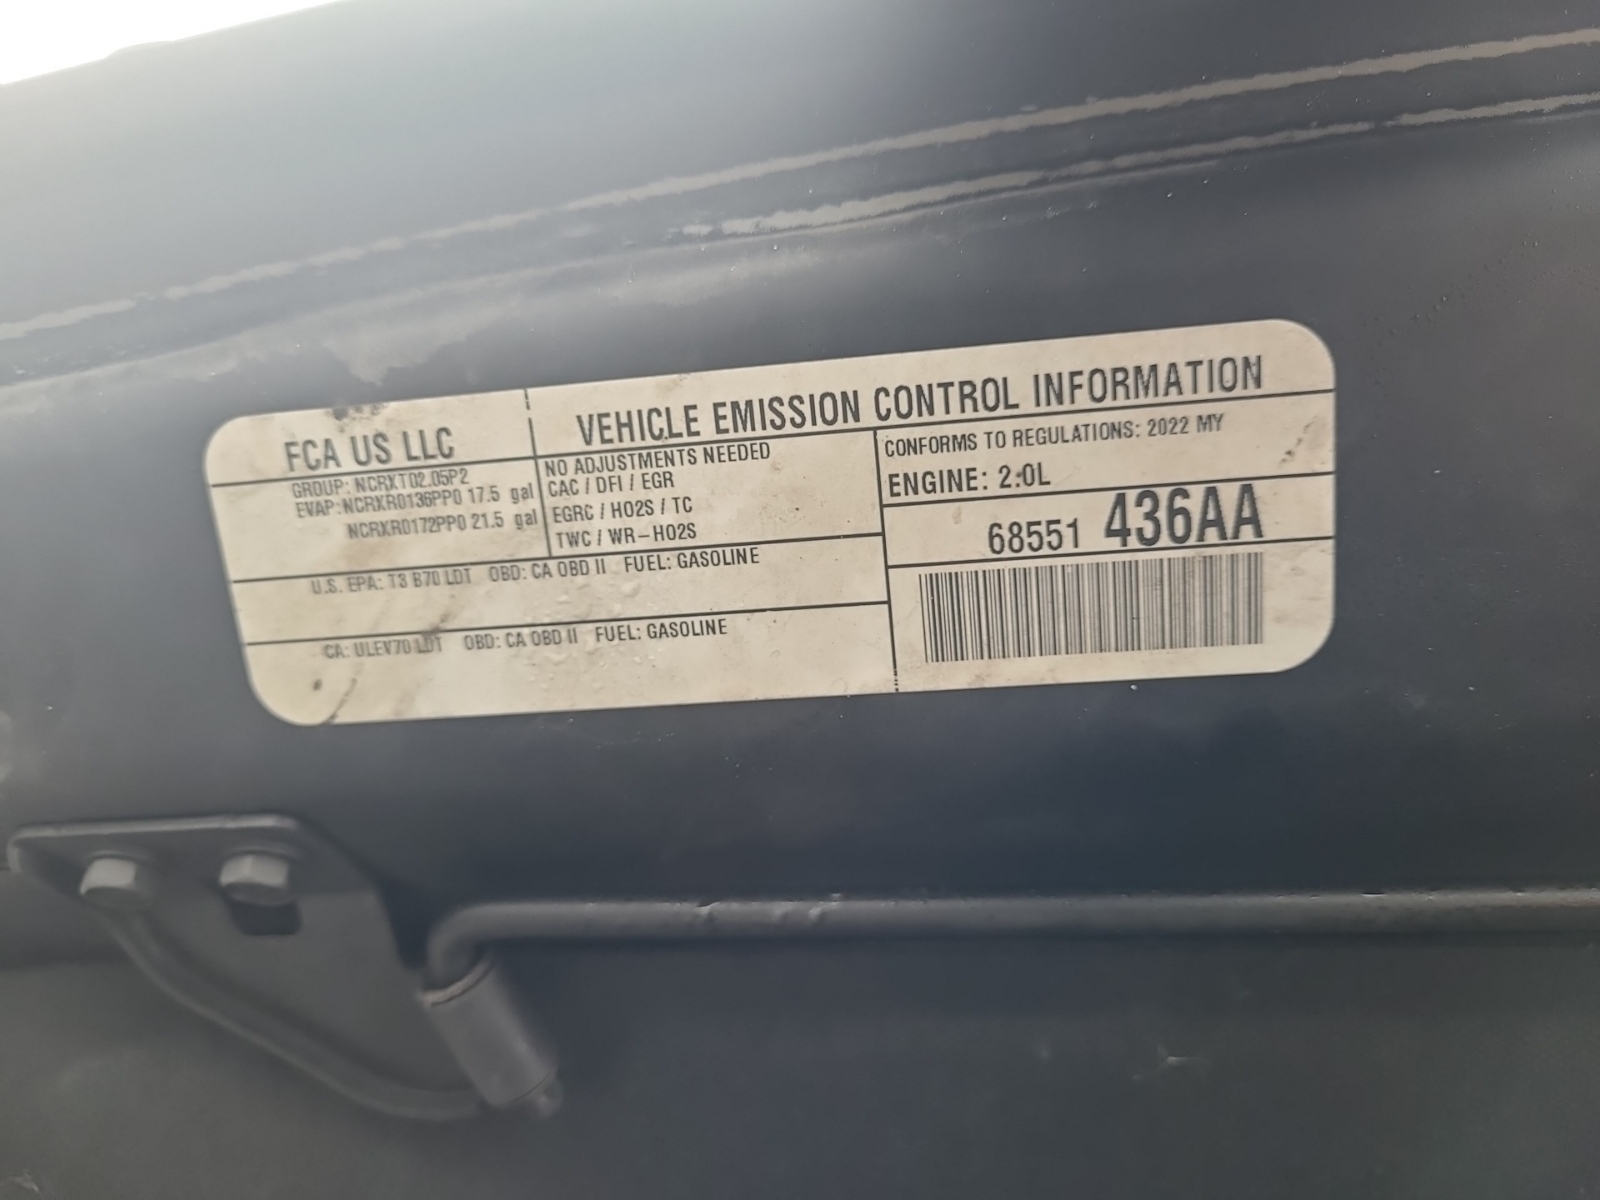 FCA US LLC
VEHICLE EMISSION CONTROL INFORMATION
GROUP: NCRXT02.05P2
EVAP: NCRXR0136PP0 17.5 gal
NCRXR0172PP0 21.5 gal
NO ADJUSTMENTS NEEDED
CAC / DFI / EGR
EGRC / HO2S / TC
TWC / WR-HO2S
CONFORMS TO REGULATIONS: 2022 MY
ENGINE: 2.0L
68551 436AA
U.S. EPA: T3 B70 LDT OBD: CA OBD II FUEL: GASOLINE
CA: ULEV70 LDT OBD: CA OBD II FUEL: GASOLINE